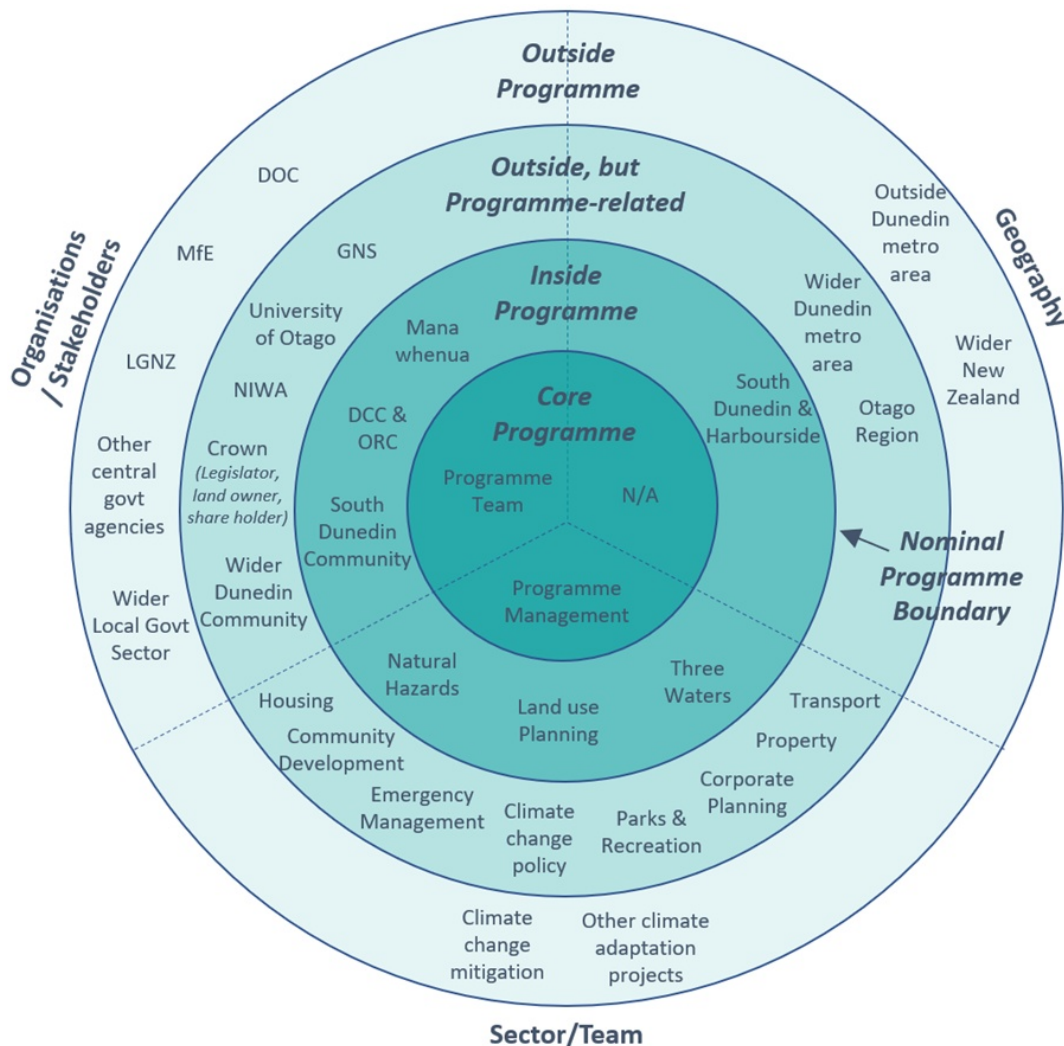 Outside
Programme
Outside, but
Programme-related
Inside
Programme
Core
Programme
Organisations
/ Stakeholders
DOC
MfE
LGNZ
Other
central
govt
agencies
Wider
Local Govt
Sector
GNS
University
of Otago
NIWA
Crown
(Legislator,
land owner,
share holder)
Wider
Dunedin
Community
Mana
whenua
DCC &
ORC
South
Dunedin
Community
Programme
Team
N/A
Programme
Management
Geography
Outside
Dunedin
metro
area
Wider
New
Zealand
Wider
Dunedin
metro
area
Otago
Region
South
Dunedin &
Harbourside
Nominal
Programme
Boundary
Natural
Hazards
Land use
Planning
Three
Waters
Housing
Community
Development
Emergency
Management
Climate
change
policy
Parks &
Recreation
Corporate
Planning
Property
Transport
Climate
change
mitigation
Other climate
adaptation
projects
Sector/Team